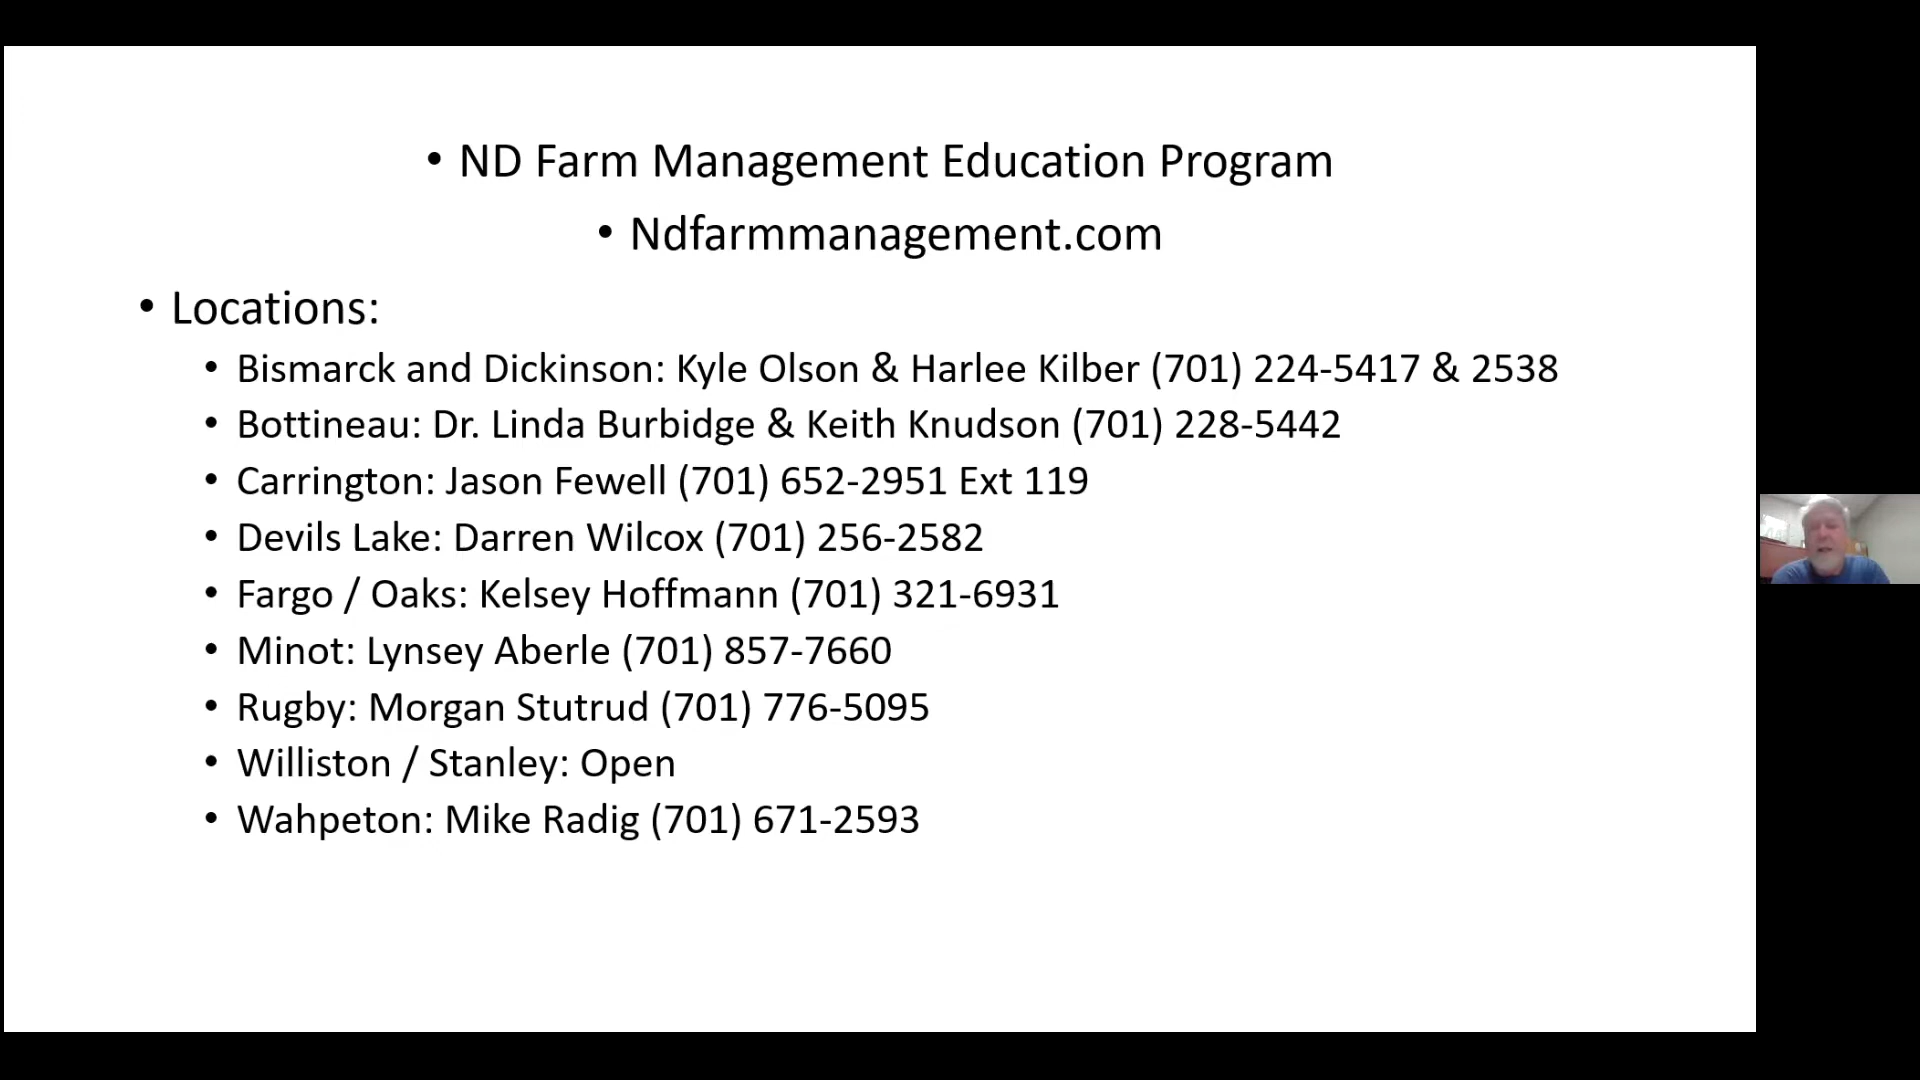 • ND Farm Management Education Program
• Ndfarmmanagement.com
• Locations:
• Bismarck and Dickinson: Kyle Olson & Harlee Kilber (701) 224-5417 & 2538
• Bottineau: Dr. Linda Burbidge & Keith Knudson (701) 228-5442
• Carrington: Jason Fewell (701) 652-2951 Ext 119
• Devils Lake: Darren Wilcox (701) 256-2582
• Fargo / Oaks: Kelsey Hoffmann (701) 321-6931
• Minot: Lynsey Aberle (701) 857-7660
• Rugby: Morgan Stutrud (701) 776-5095
• Williston / Stanley: Open
• Wahpeton: Mike Radig (701) 671-2593